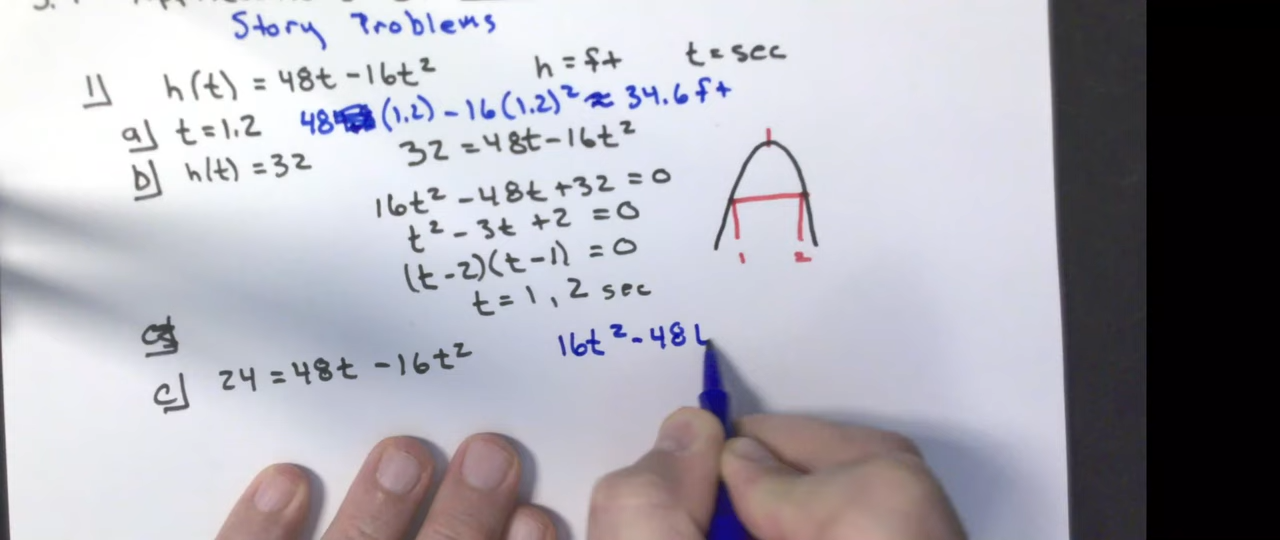 Story Problems
1) h(t) = 48t - 16t² h = ft t = sec
a) t = 1.2 48 (1.2) - 16(1.2)² ≈ 34.6 ft
b) h(t) = 32 32 = 48t - 16t²
16t² - 48t + 32 = 0
t² - 3t + 2 = 0
(t - 2)(t - 1) = 0
t = 1, 2 sec
1 2
c) 24 = 48t - 16t² 16t² - 48